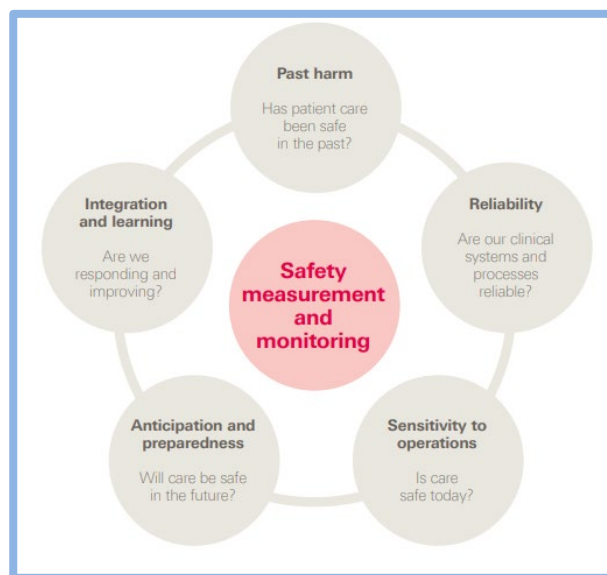 Past harm
Has patient care
been safe
in the past?
Reliability
Are our clinical
systems and
processes
reliable?
Sensitivity to
operations
Is care
safe today?
Anticipation and
preparedness
Will care be safe
in the future?
Integration
and learning
Are we
responding and
improving?
Safety
measurement
and
monitoring